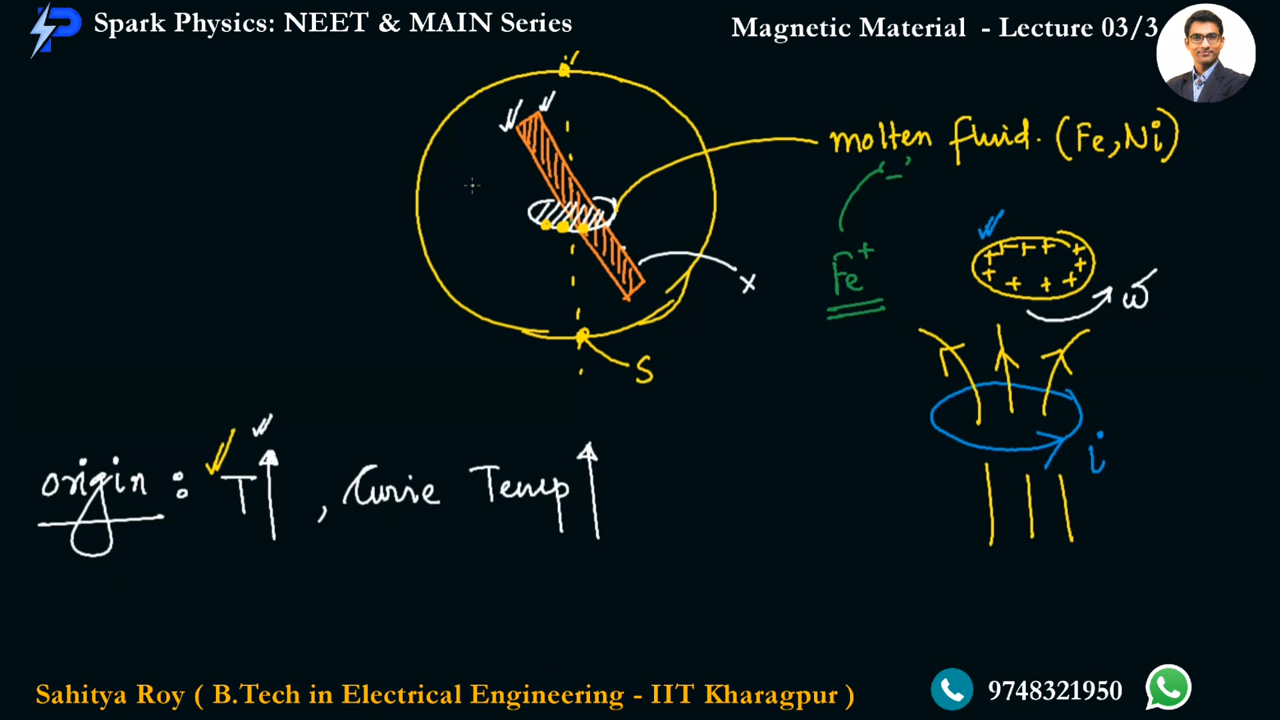 Spark Physics: NEET & MAIN Series
Magnetic Material - Lecture 03/3
molten fluid. (Fe, Ni)
Fe+
+ + + + + + + + + +
ω
x
S
i
origin : T↑ , Curie Temp ↑
Sahitya Roy ( B.Tech in Electrical Engineering - IIT Kharagpur )
9748321950